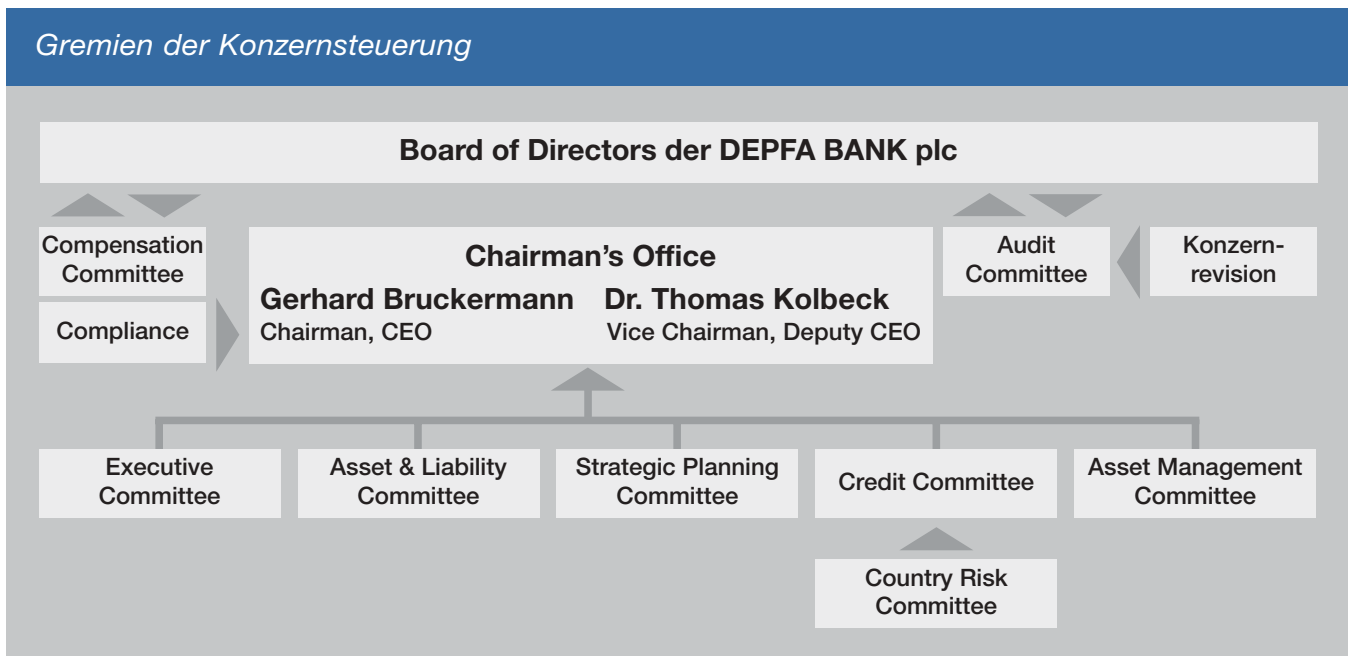 Gremien der Konzernsteuerung
Board of Directors der DEPFA BANK plc
Compensation
Committee
Compliance
Chairman’s Office
Gerhard Bruckermann
Chairman, CEO
Dr. Thomas Kolbeck
Vice Chairman, Deputy CEO
Audit
Committee
Konzern-
revision
Executive
Committee
Asset & Liability
Committee
Strategic Planning
Committee
Credit Committee
Asset Management
Committee
Country Risk
Committee